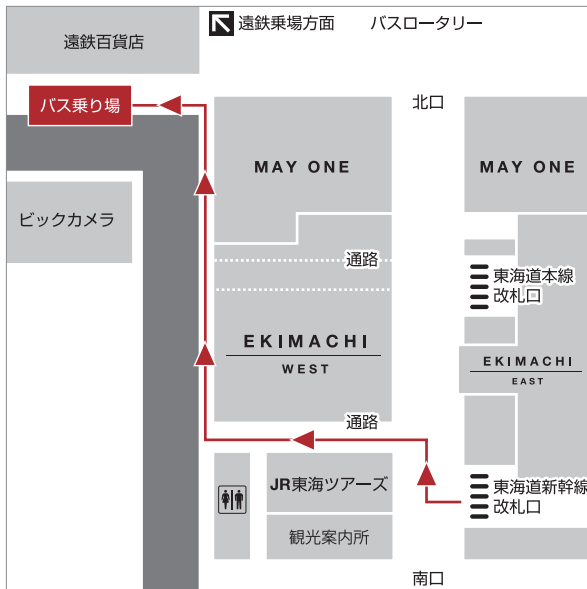 遠鉄乗場方面
バスロータリー
遠鉄百貨店
バス乗り場
北口
MAY ONE
MAY ONE
ビックカメラ
通路
東海道本線
改札口
EKIMACHI
WEST
EKIMACHI
EAST
通路
JR東海ツアーズ
東海道新幹線
改札口
観光案内所
南口